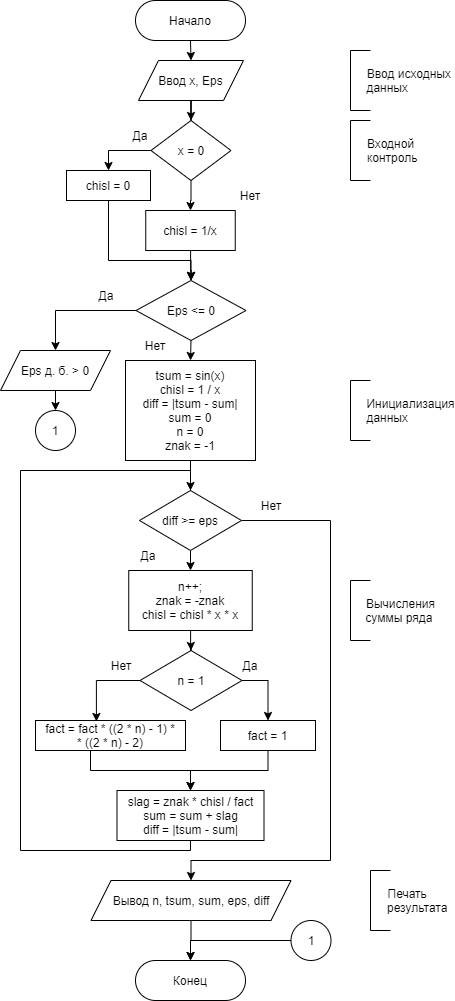 Начало
Ввод x, Eps
Ввод исходных
данных
x = 0
Да
Входной
контроль
chisl = 0
Нет
chisl = 1/x
Да
Eps <= 0
Нет
Eps д. б. > 0
1
tsum = sin(x)
chisl = 1 / x
diff = |tsum - sum|
sum = 0
n = 0
znak = -1
Инициализация
данных
diff >= eps
Нет
Да
n++;
znak = -znak
chisl = chisl * x * x
Вычисления
суммы ряда
Нет
n = 1
Да
fact = fact * ((2 * n) - 1) *
* ((2 * n) - 2)
fact = 1
slag = znak * chisl / fact
sum = sum + slag
diff = |tsum - sum|
Вывод n, tsum, sum, eps, diff
Печать
результата
1
Конец